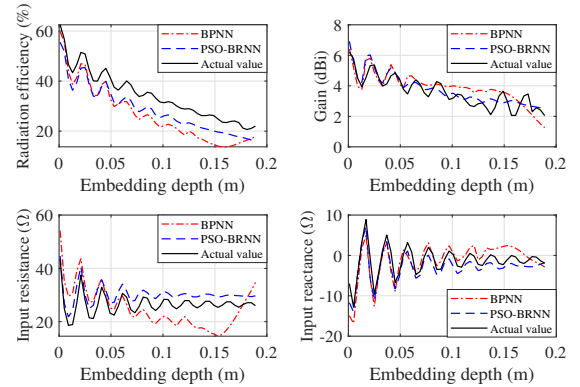 Radiation efficiency (%)
60
40
20
0
0.05
0.1
0.15
0.2
Embedding depth (m)
BPNN
PSO-BRNN
Actual value
Gain (dBi)
8
6
4
2
0
0
0.05
0.1
0.15
0.2
Embedding depth (m)
BPNN
PSO-BRNN
Actual value
Input resistance (Ω)
60
40
20
0
0.05
0.1
0.15
0.2
Embedding depth (m)
BPNN
PSO-BRNN
Actual value
Input reactance (Ω)
10
0
-10
-20
0
0.05
0.1
0.15
0.2
Embedding depth (m)
BPNN
PSO-BRNN
Actual value